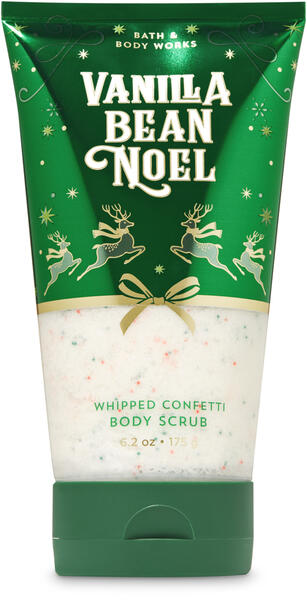 BATH &
BODY WORKS
VANILLA
BEAN
NOEL
WHIPPED CONFETTI
BODY SCRUB
6.2 oz • 175 g